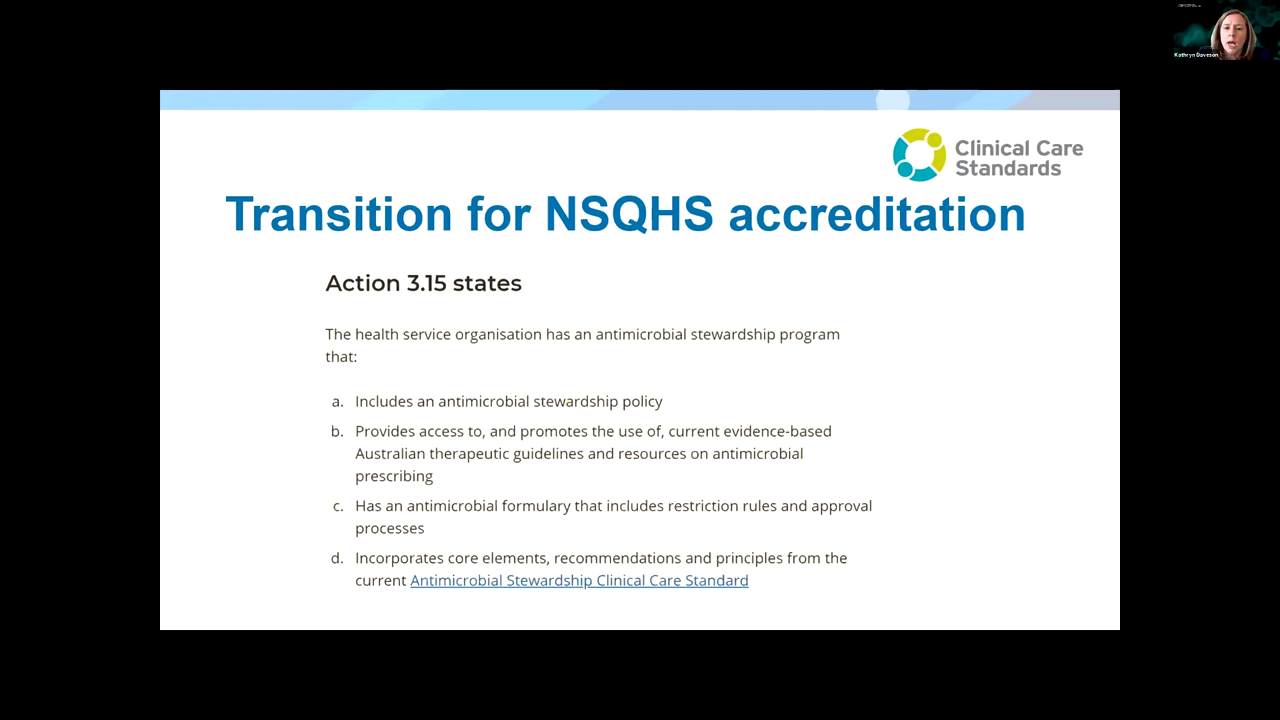 Kathryn Daveson
Clinical Care
Standards
Transition for NSQHS accreditation
Action 3.15 states
The health service organisation has an antimicrobial stewardship program
that:
a. Includes an antimicrobial stewardship policy
b. Provides access to, and promotes the use of, current evidence-based
Australian therapeutic guidelines and resources on antimicrobial
prescribing
c. Has an antimicrobial formulary that includes restriction rules and approval
processes
d. Incorporates core elements, recommendations and principles from the
current Antimicrobial Stewardship Clinical Care Standard